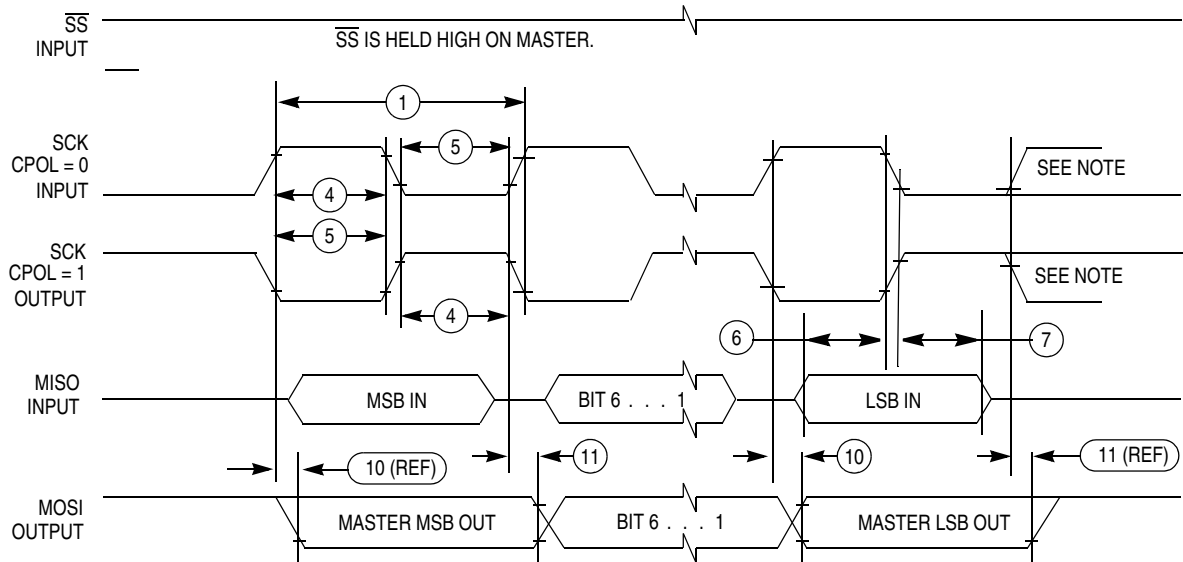 SS
INPUT
SS IS HELD HIGH ON MASTER.
1
SCK
CPOL = 0
INPUT
5
SEE NOTE
4
5
SCK
CPOL = 1
OUTPUT
SEE NOTE
4
6
7
MISO
INPUT
MSB IN
BIT 6 . . . 1
LSB IN
10 (REF)
11
10
11 (REF)
MOSI
OUTPUT
MASTER MSB OUT
BIT 6 . . . 1
MASTER LSB OUT